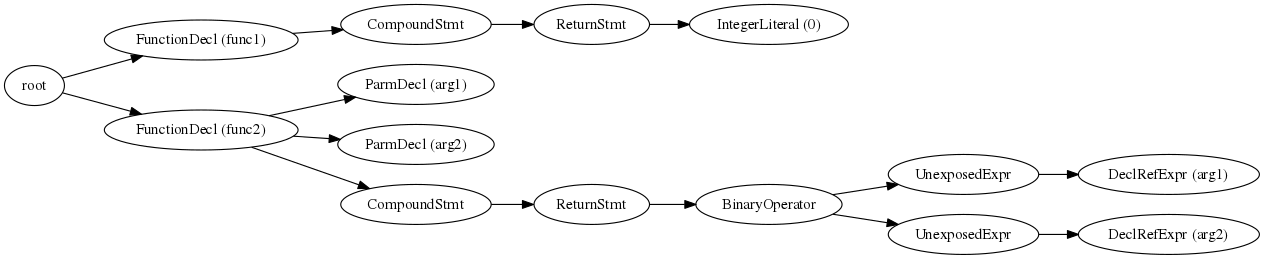 root
FunctionDecl (func1)
CompoundStmt
ReturnStmt
IntegerLiteral (0)
FunctionDecl (func2)
ParmDecl (arg1)
ParmDecl (arg2)
CompoundStmt
ReturnStmt
BinaryOperator
UnexposedExpr
DeclRefExpr (arg1)
UnexposedExpr
DeclRefExpr (arg2)